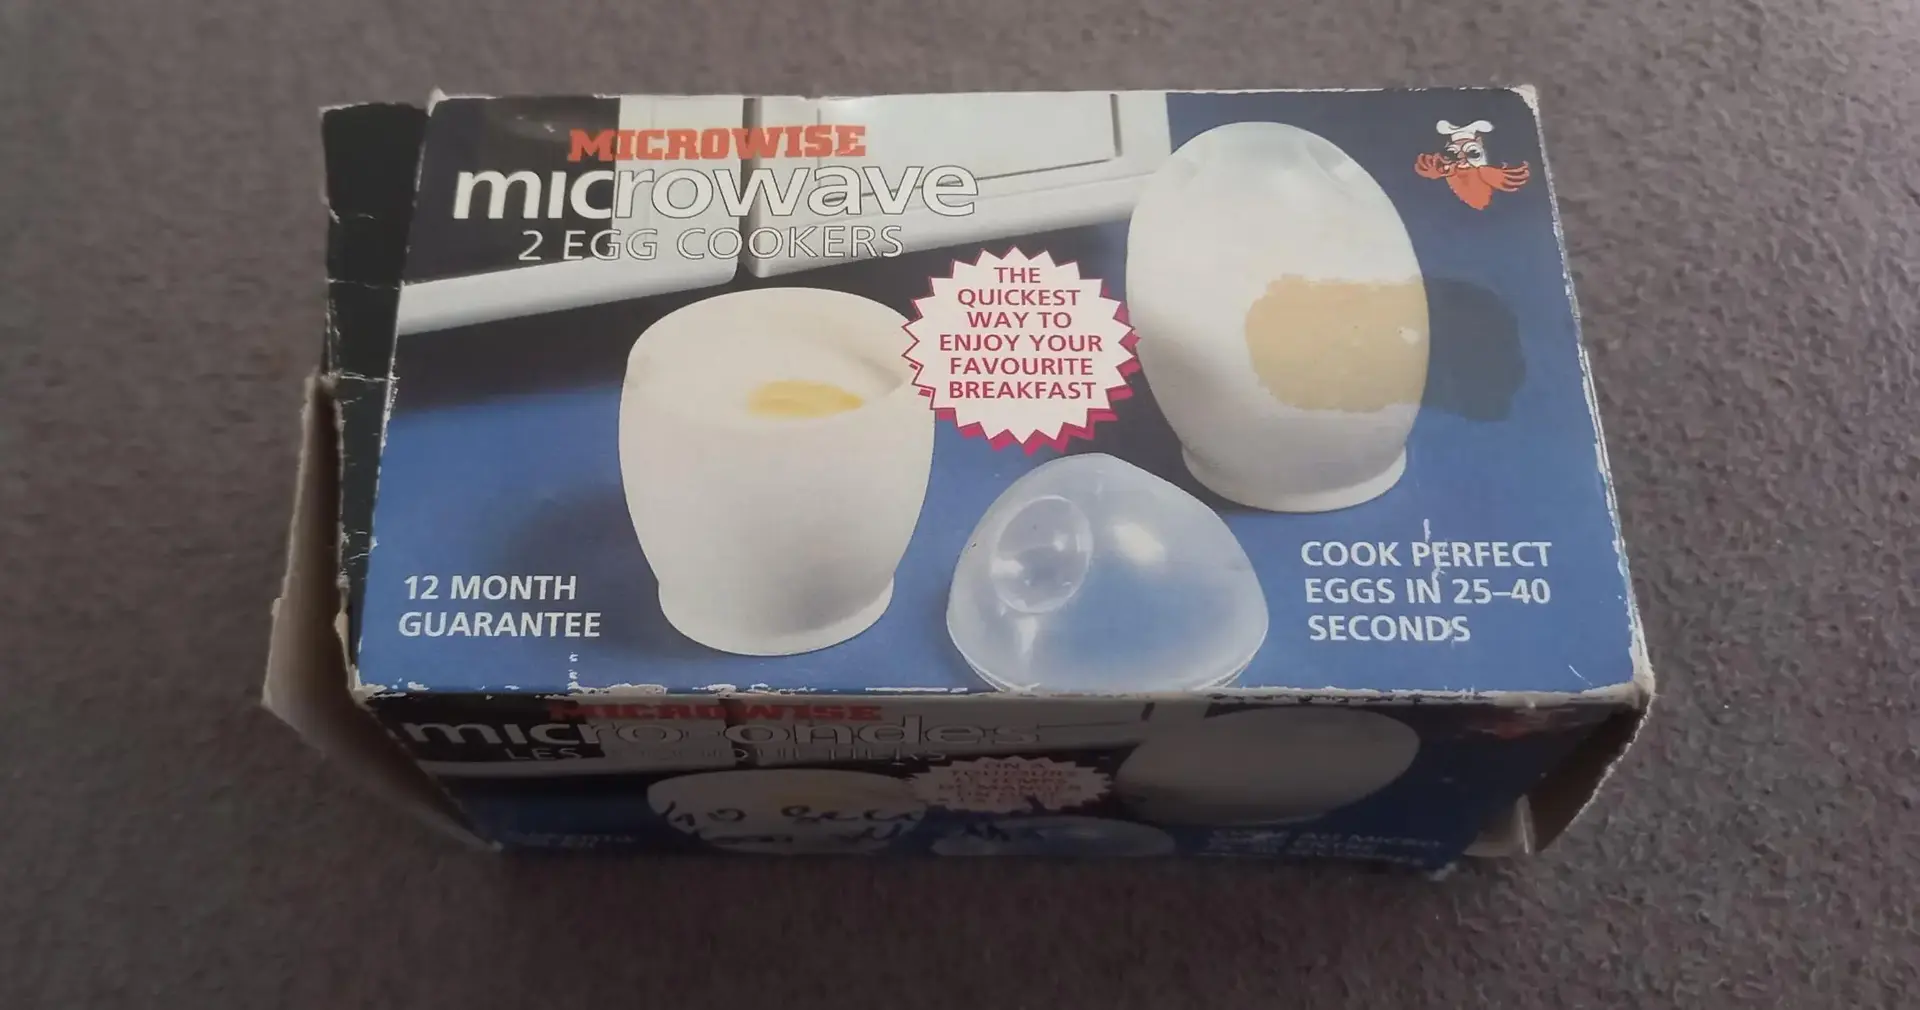 MICROWISE
microwave
2 EGG COOKERS
THE
QUICKEST
WAY TO
ENJOY YOUR
FAVOURITE
BREAKFAST
12 MONTH
GUARANTEE
COOK PERFECT
EGGS IN 25–40
SECONDS
MICROWISE
micro-ondes
LES